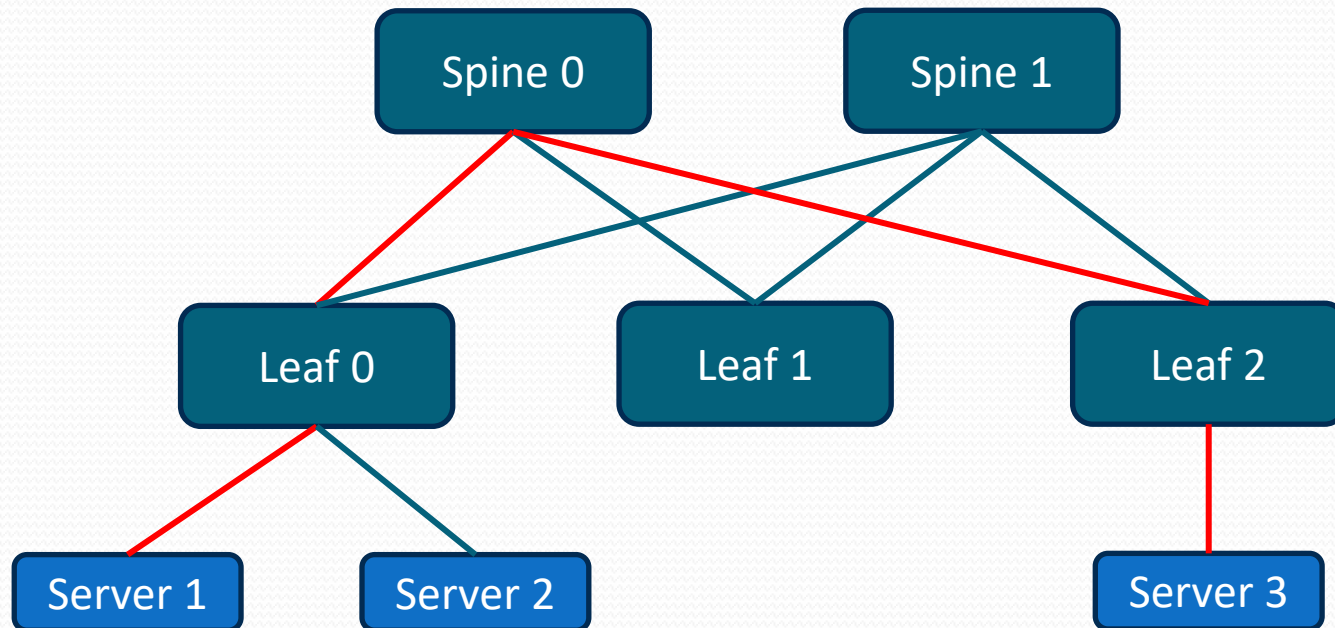 Spine 0
Spine 1
Leaf 0
Leaf 1
Leaf 2
Server 1
Server 2
Server 3